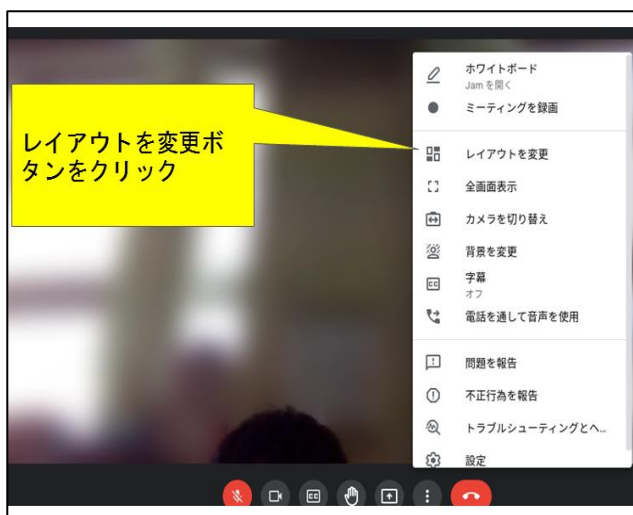 レイアウトを変更ボ
タンをクリック
ホワイトボード
Jam を開く
ミーティングを録画
レイアウトを変更
全画面表示
カメラを切り替え
背景を変更
字幕
オフ
電話を通して音声を使用
問題を報告
不正行為を報告
トラブルシューティングとヘ...
設定